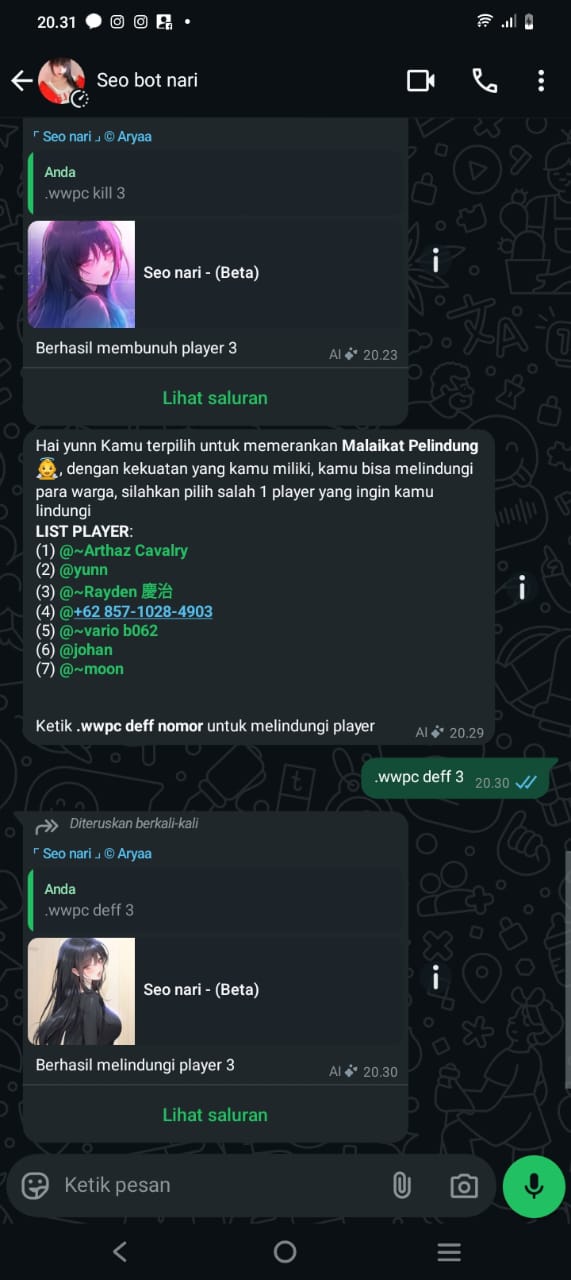 20.31
Seo bot nari
「 Seo nari 」 © Aryaa
Anda
.wwpc kill 3
Seo nari - (Beta)
Berhasil membunuh player 3
AI 20.23
Lihat saluran
Hai yunn Kamu terpilih untuk memerankan Malaikat Pelindung
👼, dengan kekuatan yang kamu miliki, kamu bisa melindungi
para warga, silahkan pilih salah 1 player yang ingin kamu
lindungi
LIST PLAYER:
(1) @~Arthaz Cavalry
(2) @yunn
(3) @~Rayden 慶治
(4) @+62 857-1028-4903
(5) @~vario b062
(6) @johan
(7) @~moon
Ketik .wwpc deff nomor untuk melindungi player
AI 20.29
.wwpc deff 3 20.30
Diteruskan berkali-kali
「 Seo nari 」 © Aryaa
Anda
.wwpc deff 3
Seo nari - (Beta)
Berhasil melindungi player 3
AI 20.30
Lihat saluran
Ketik pesan